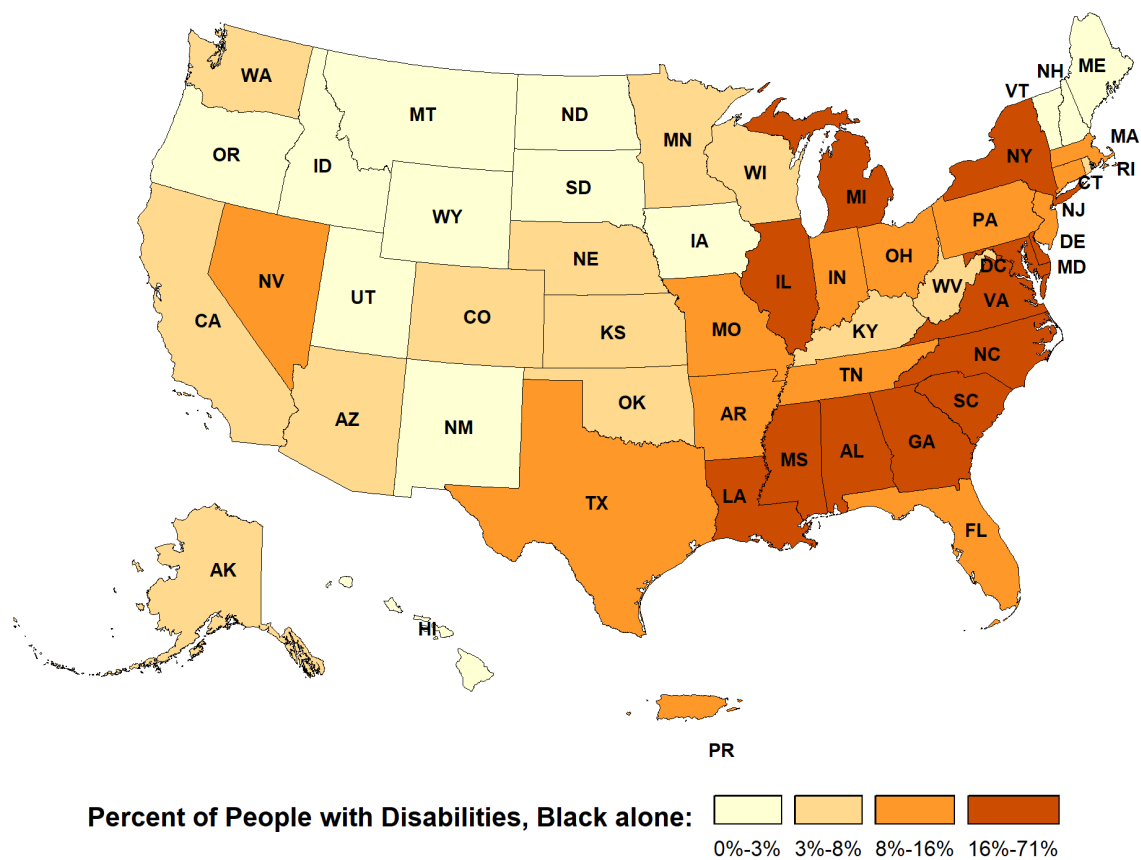 ME
NH
WA
VT
MT
ND
MA
MN
OR
NY
ID
RI
WI
CT
SD
MI
WY
NJ
PA
IA
DE
OH
NE
DC
MD
IL
IN
NV
WV
UT
VA
CO
CA
MO
KY
KS
NC
TN
OK
SC
AR
AZ
NM
GA
AL
MS
LA
TX
FL
AK
HI
PR
Percent of People with Disabilities, Black alone:
0%-3% 3%-8% 8%-16% 16%-71%